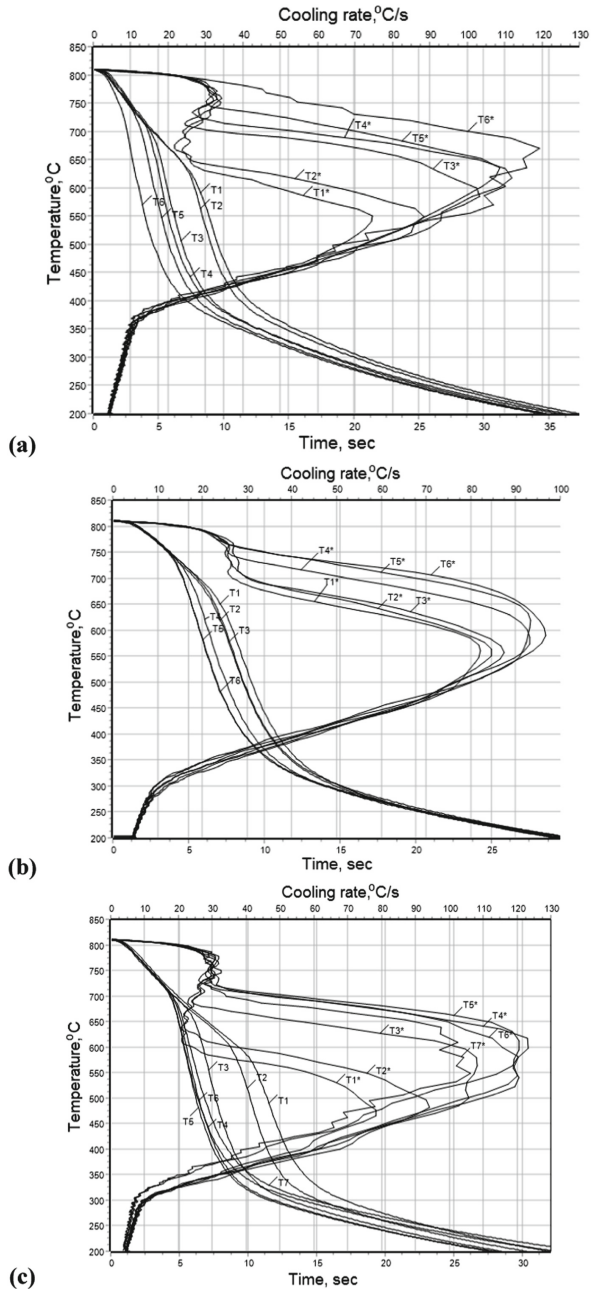 Cooling rate,°C/s
0 10 20 30 40 50 60 70 80 90 100 110 120 130
850
800
750
700
650
600
550
500
450
400
350
300
250
200
Temperature,°C
T6*
T4*
T5*
T3*
T2*
T1*
T1
T2
T6
T5
T3
T4
0 5 10 15 20 25 30 35
Time, sec
(a)
Cooling rate,°C/s
0 10 20 30 40 50 60 70 80 90 100
850
800
750
700
650
600
550
500
450
400
350
300
250
200
Temperature,°C
T4*
T5*
T6*
T1*
T2*
T3*
T1
T2
T4
T5
T3
T6
0 5 10 15 20 25
Time, sec
(b)
Cooling rate,°C/s
0 10 20 30 40 50 60 70 80 90 100 110 120 130
850
800
750
700
650
600
550
500
450
400
350
300
250
200
Temperature,°C
T5*
T4*
T3*
T6*
T7*
T2*
T1*
T3
T2
T6
T1
T5
T4
T7
0 5 10 15 20 25 30
Time, sec
(c)